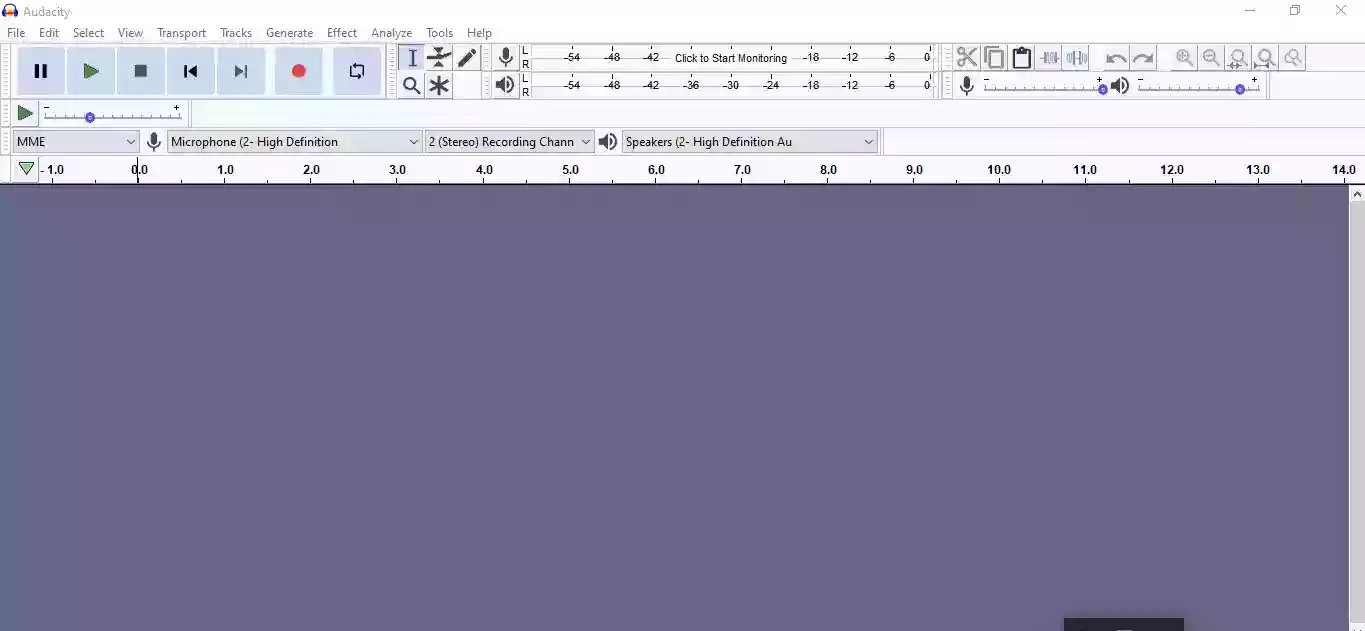 Audacity
File Edit Select View Transport Tracks Generate Effect Analyze Tools Help
L
R
-54 -48 -42 Click to Start Monitoring -18 -12 -6 0
L
R
-54 -48 -42 -36 -30 -24 -18 -12 -6 0
- +
- +
- +
MME
Microphone (2- High Definition
2 (Stereo) Recording Chann
Speakers (2- High Definition Au
- 1.0 0.0 1.0 2.0 3.0 4.0 5.0 6.0 7.0 8.0 9.0 10.0 11.0 12.0 13.0 14.0